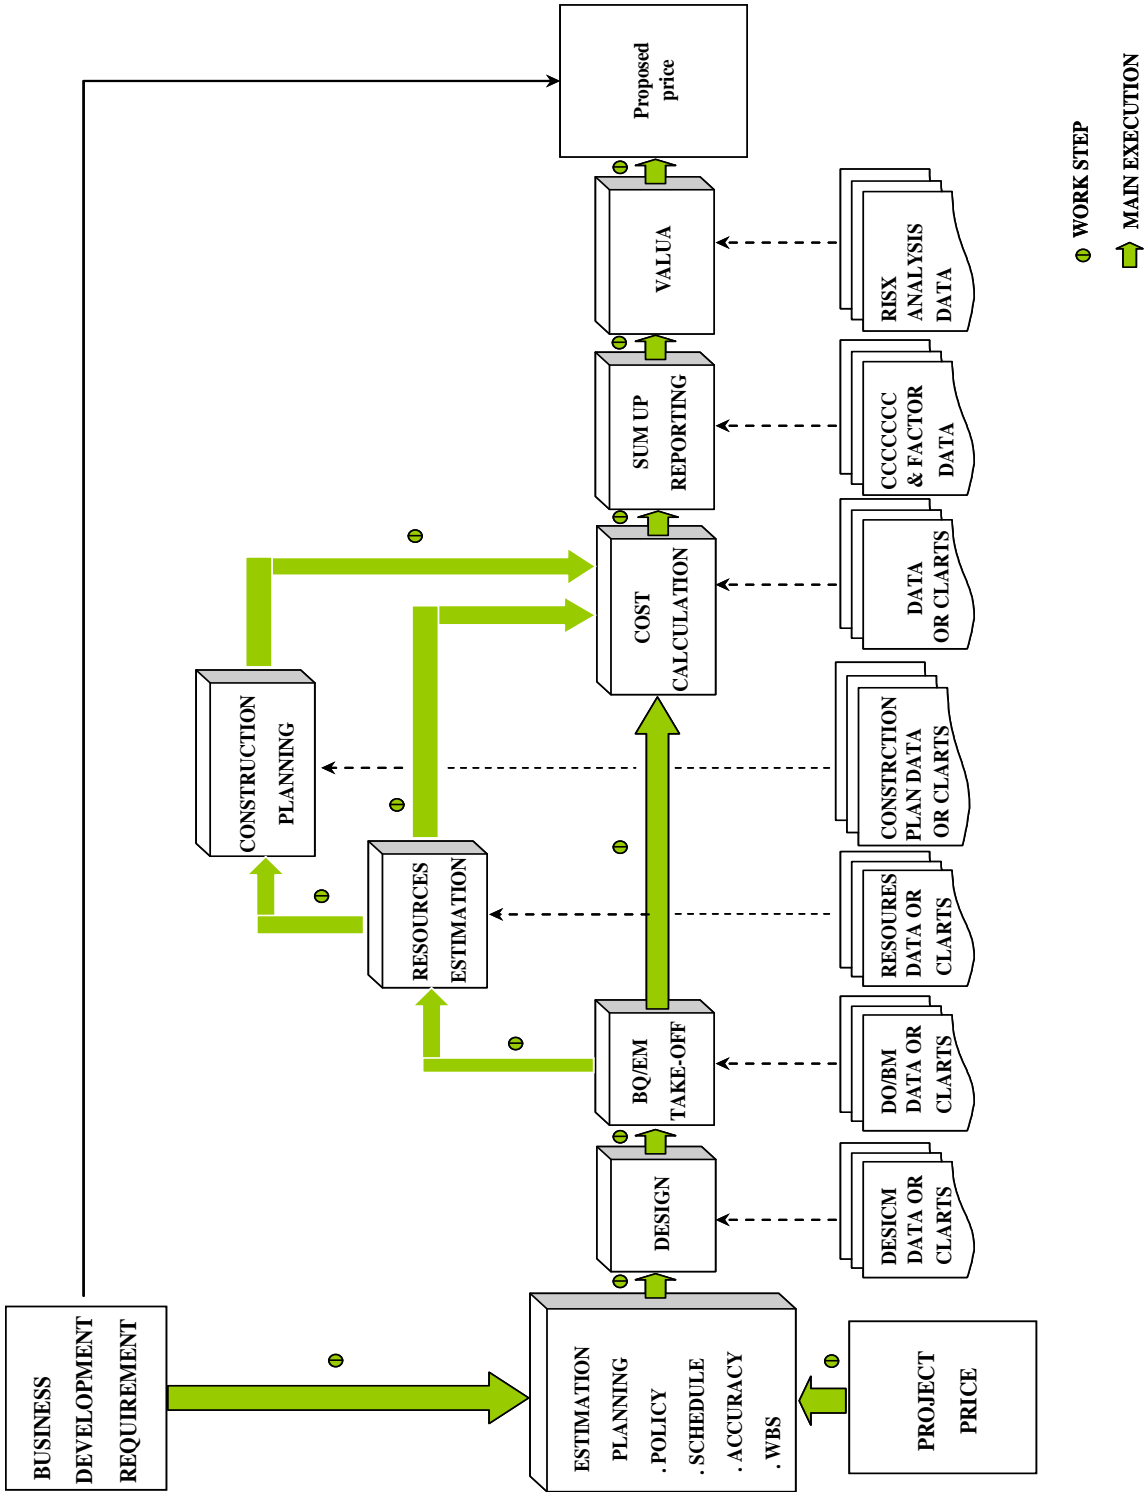 BUSINESS
DEVELOPMENT
REQUIREMENT
Proposed
price
CONSTRUCTION
PLANNING
RESOURCES
ESTIMATION
ESTIMATION
PLANNING
. POLICY
. SCHEDULE
. ACCURACY
. WBS
DESIGN
BQ/EM
TAKE-OFF
COST
CALCULATION
SUM UP
REPORTING
VALUA
PROJECT
PRICE
DESICM
DATA OR
CLARTS
DO/BM
DATA OR
CLARTS
RESOURES
DATA OR
CLARTS
CONSTRCTION
PLAN DATA
OR CLARTS
DATA
OR CLARTS
CCCCCCC
& FACTOR
DATA
RISX
ANALYSIS
DATA
WORK STEP
MAIN EXECUTION